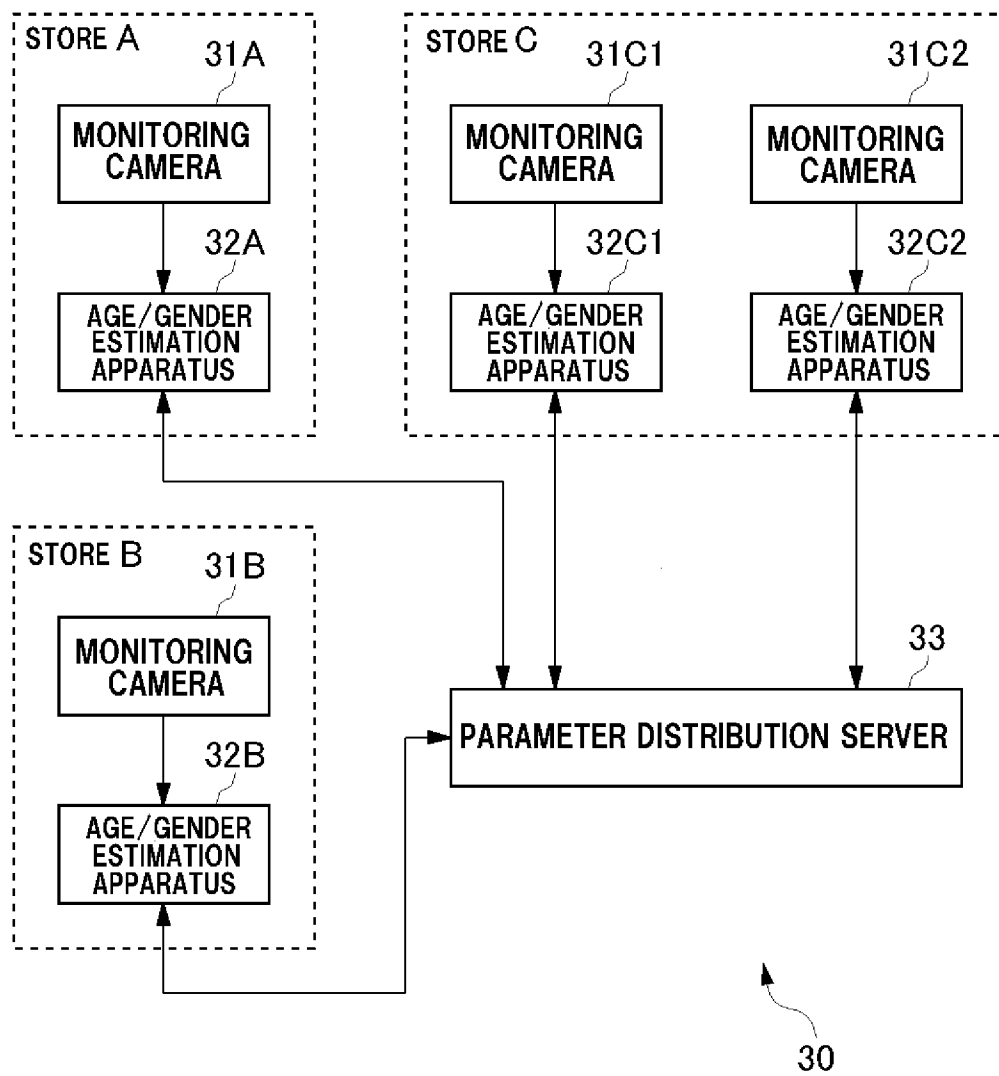 STORE A
31A
MONITORING
CAMERA
32A
AGE/GENDER
ESTIMATION
APPARATUS
STORE C
31C1
MONITORING
CAMERA
32C1
AGE/GENDER
ESTIMATION
APPARATUS
31C2
MONITORING
CAMERA
32C2
AGE/GENDER
ESTIMATION
APPARATUS
STORE B
31B
MONITORING
CAMERA
32B
AGE/GENDER
ESTIMATION
APPARATUS
33
PARAMETER DISTRIBUTION SERVER
30